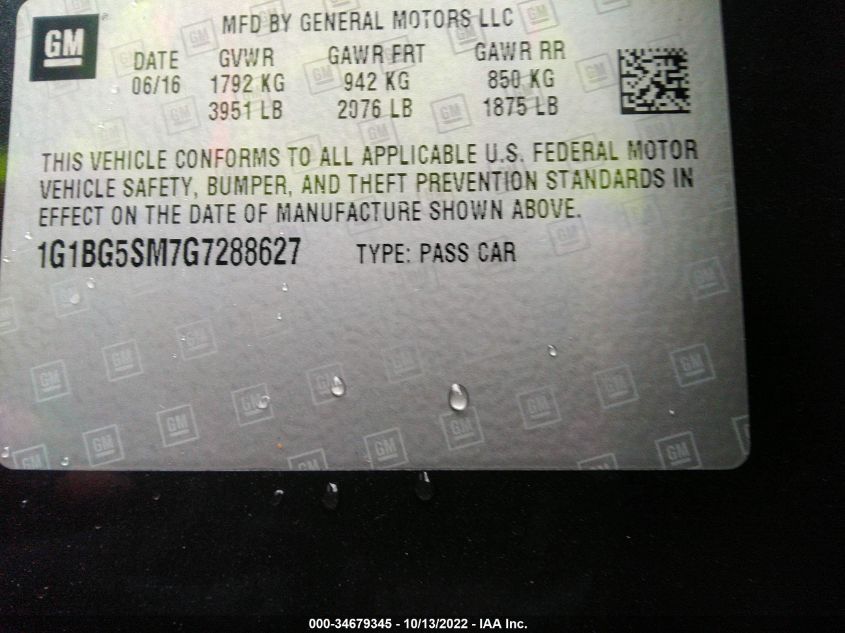 MFD BY GENERAL MOTORS LLC
GM
DATE GVWR GAWR FRT GAWR RR
06/16 1792 KG 942 KG 850 KG
3951 LB 2076 LB 1875 LB
THIS VEHICLE CONFORMS TO ALL APPLICABLE U.S. FEDERAL MOTOR
VEHICLE SAFETY, BUMPER, AND THEFT PREVENTION STANDARDS IN
EFFECT ON THE DATE OF MANUFACTURE SHOWN ABOVE.
1G1BG5SM7G7288627 TYPE: PASS CAR
000-34679345 - 10/13/2022 - IAA Inc.